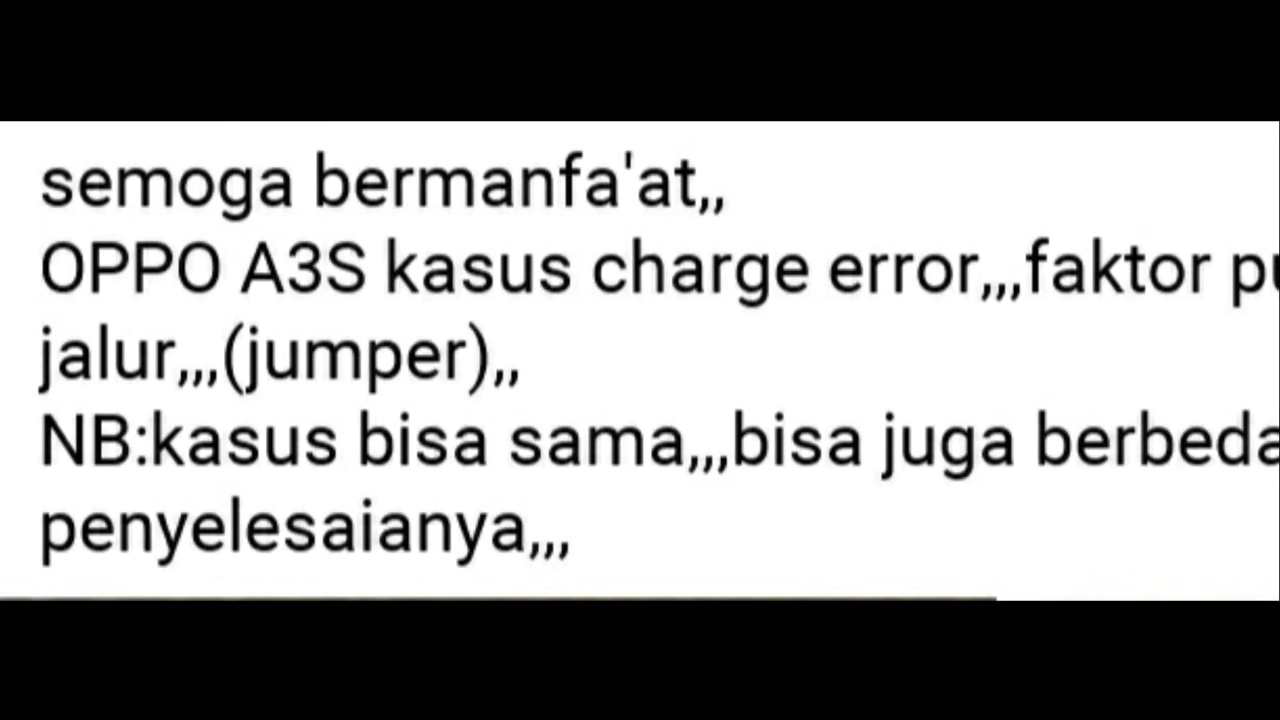 semoga bermanfa'at,,
OPPO A3S kasus charge error,,,faktor
jalur,,,(jumper),,
NB:kasus bisa sama,,,bisa juga berbeda
penyelesaianya,,,